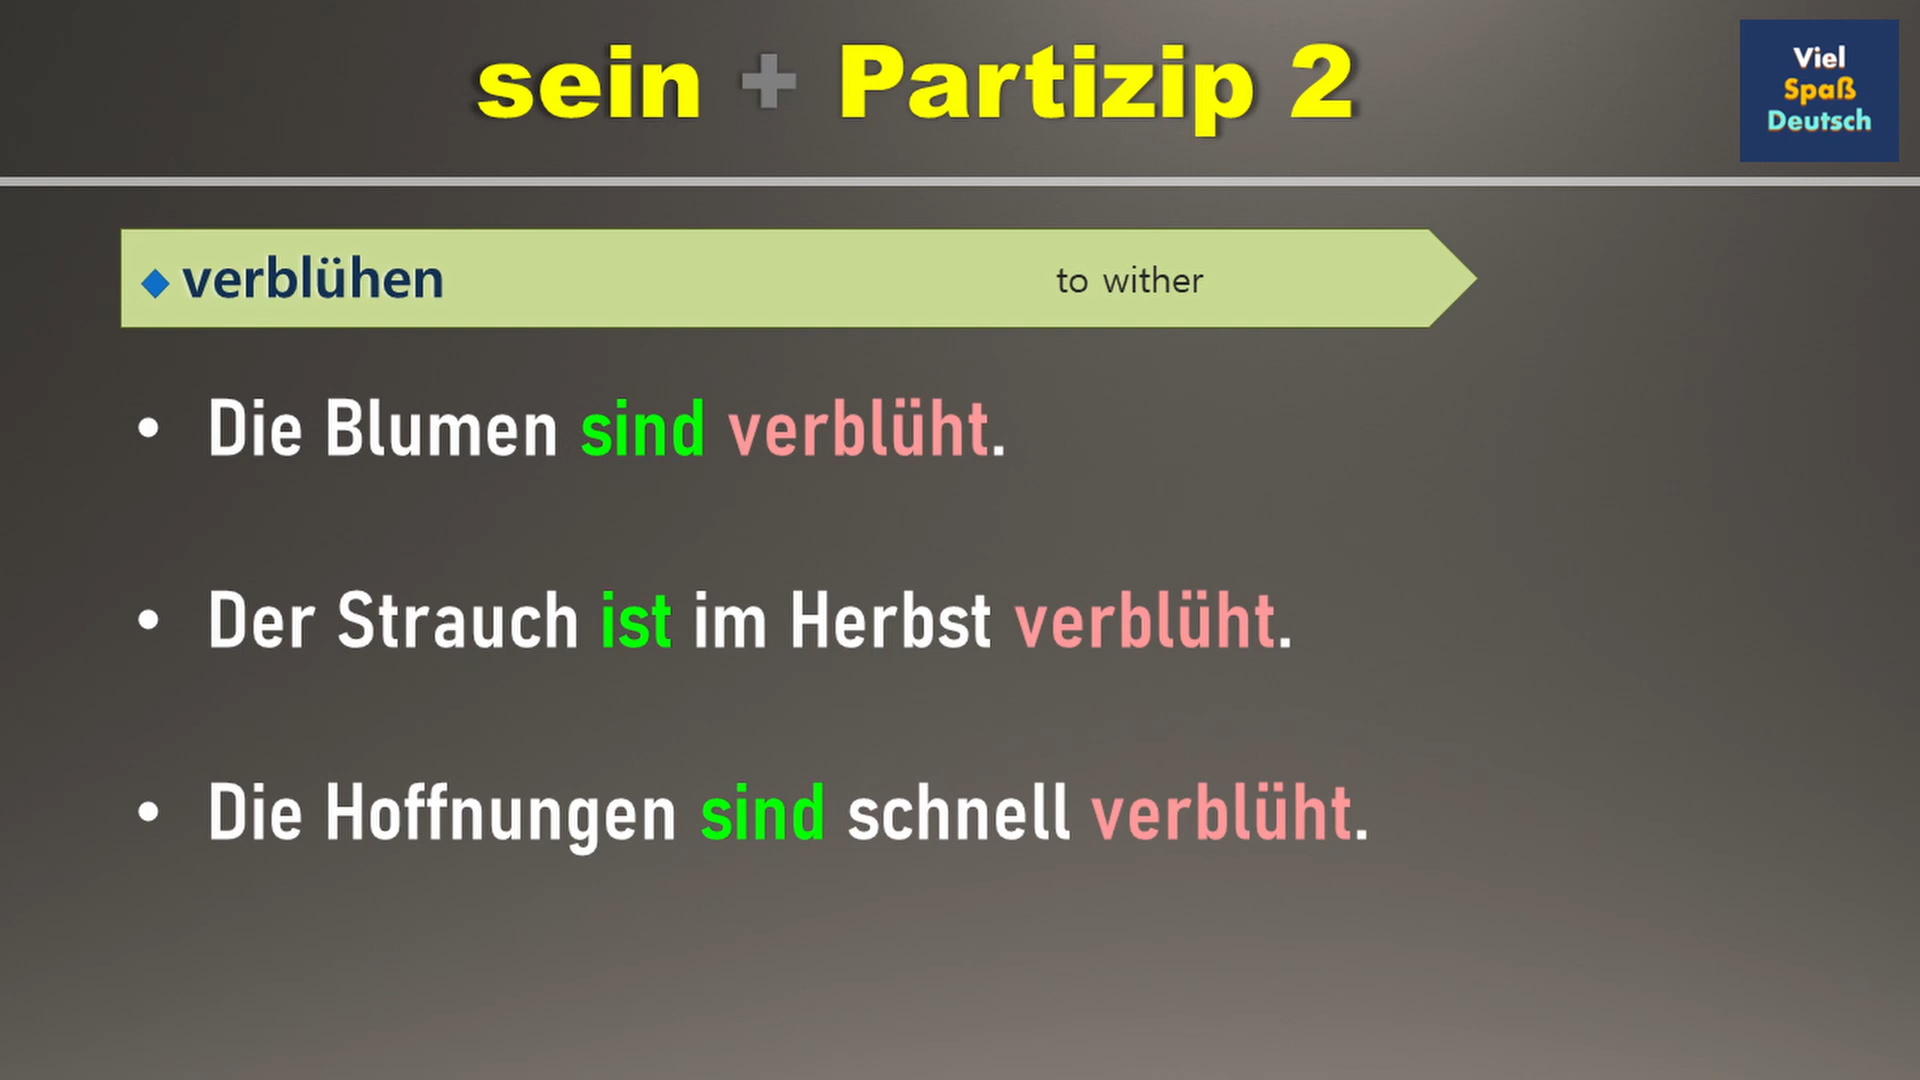 sein + Partizip 2
Viel
Spaß
Deutsch
verblühen to wither
• Die Blumen sind verblüht.
• Der Strauch ist im Herbst verblüht.
• Die Hoffnungen sind schnell verblüht.